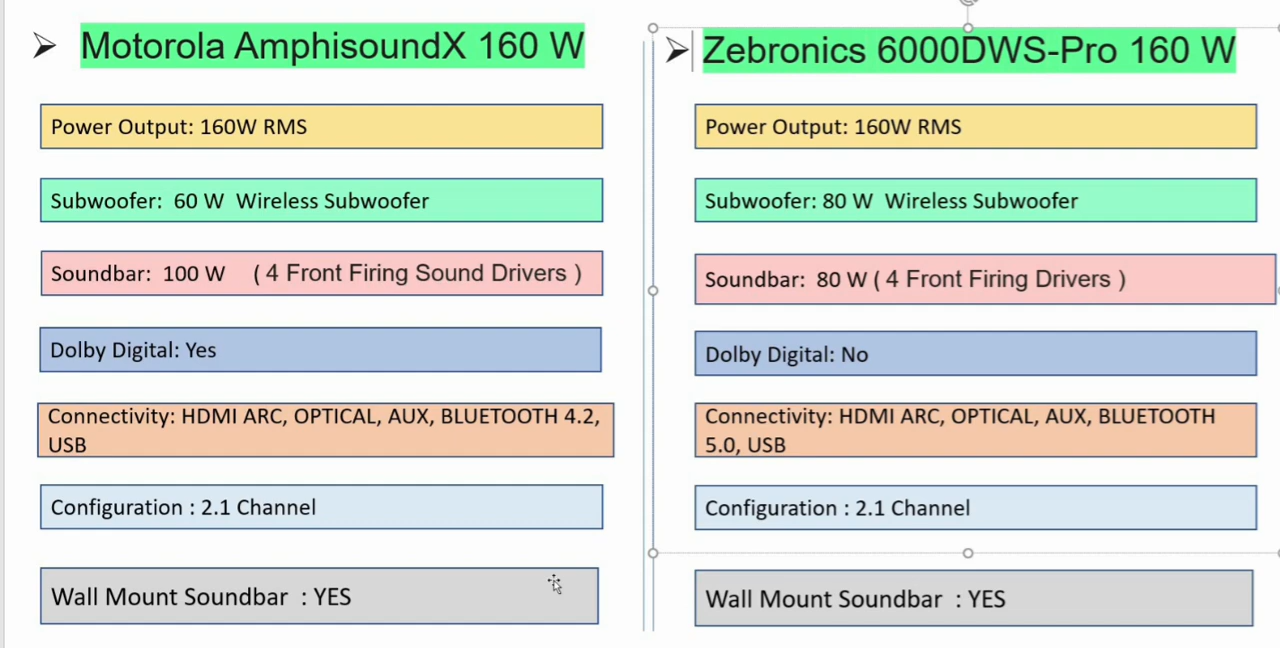 Motorola AmphisoundX 160 W
Power Output: 160W RMS
Subwoofer: 60 W Wireless Subwoofer
Soundbar: 100 W ( 4 Front Firing Sound Drivers )
Dolby Digital: Yes
Connectivity: HDMI ARC, OPTICAL, AUX, BLUETOOTH 4.2,
USB
Configuration : 2.1 Channel
Wall Mount Soundbar : YES
Zebronics 6000DWS-Pro 160 W
Power Output: 160W RMS
Subwoofer: 80 W Wireless Subwoofer
Soundbar: 80 W ( 4 Front Firing Drivers )
Dolby Digital: No
Connectivity: HDMI ARC, OPTICAL, AUX, BLUETOOTH
5.0, USB
Configuration : 2.1 Channel
Wall Mount Soundbar : YES